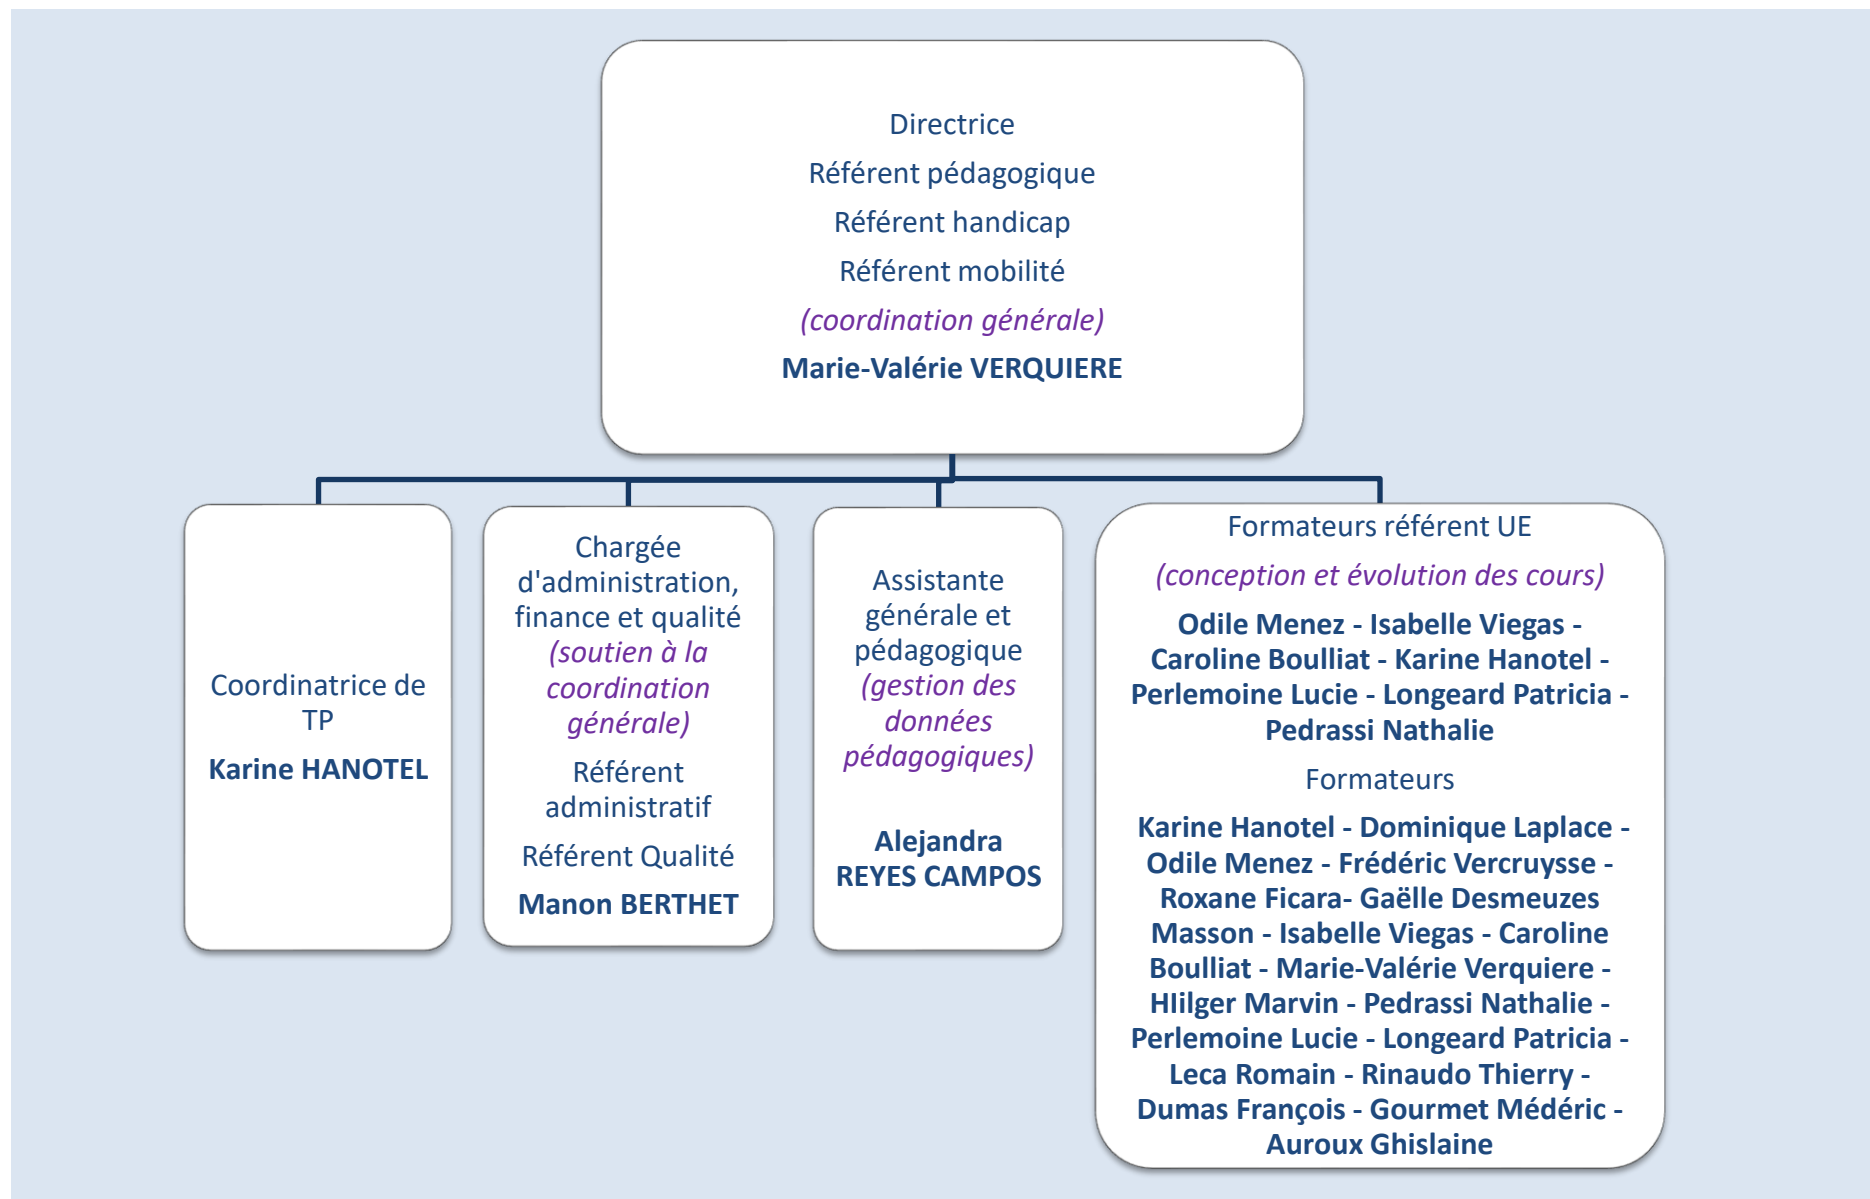 Directrice
Référent pédagogique
Référent handicap
Référent mobilité
(coordination générale)
Marie-Valérie VERQUIERE
Coordinatrice de
TP
Karine HANOTEL
Chargée
d'administration,
finance et qualité
(soutien à la
coordination
générale)
Référent
administratif
Référent Qualité
Manon BERTHET
Assistante
générale et
pédagogique
(gestion des
données
pédagogiques)
Alejandra
REYES CAMPOS
Formateurs référent UE
(conception et évolution des cours)
Odile Menez - Isabelle Viegas -
Caroline Boulliat - Karine Hanotel -
Perlemoine Lucie - Longeard Patricia -
Pedrassi Nathalie
Formateurs
Karine Hanotel - Dominique Laplace -
Odile Menez - Frédéric Vercruysse -
Roxane Ficara- Gaëlle Desmeuzes
Masson - Isabelle Viegas - Caroline
Boulliat - Marie-Valérie Verquiere -
HIilger Marvin - Pedrassi Nathalie -
Perlemoine Lucie - Longeard Patricia -
Leca Romain - Rinaudo Thierry -
Dumas François - Gourmet Médéric -
Auroux Ghislaine